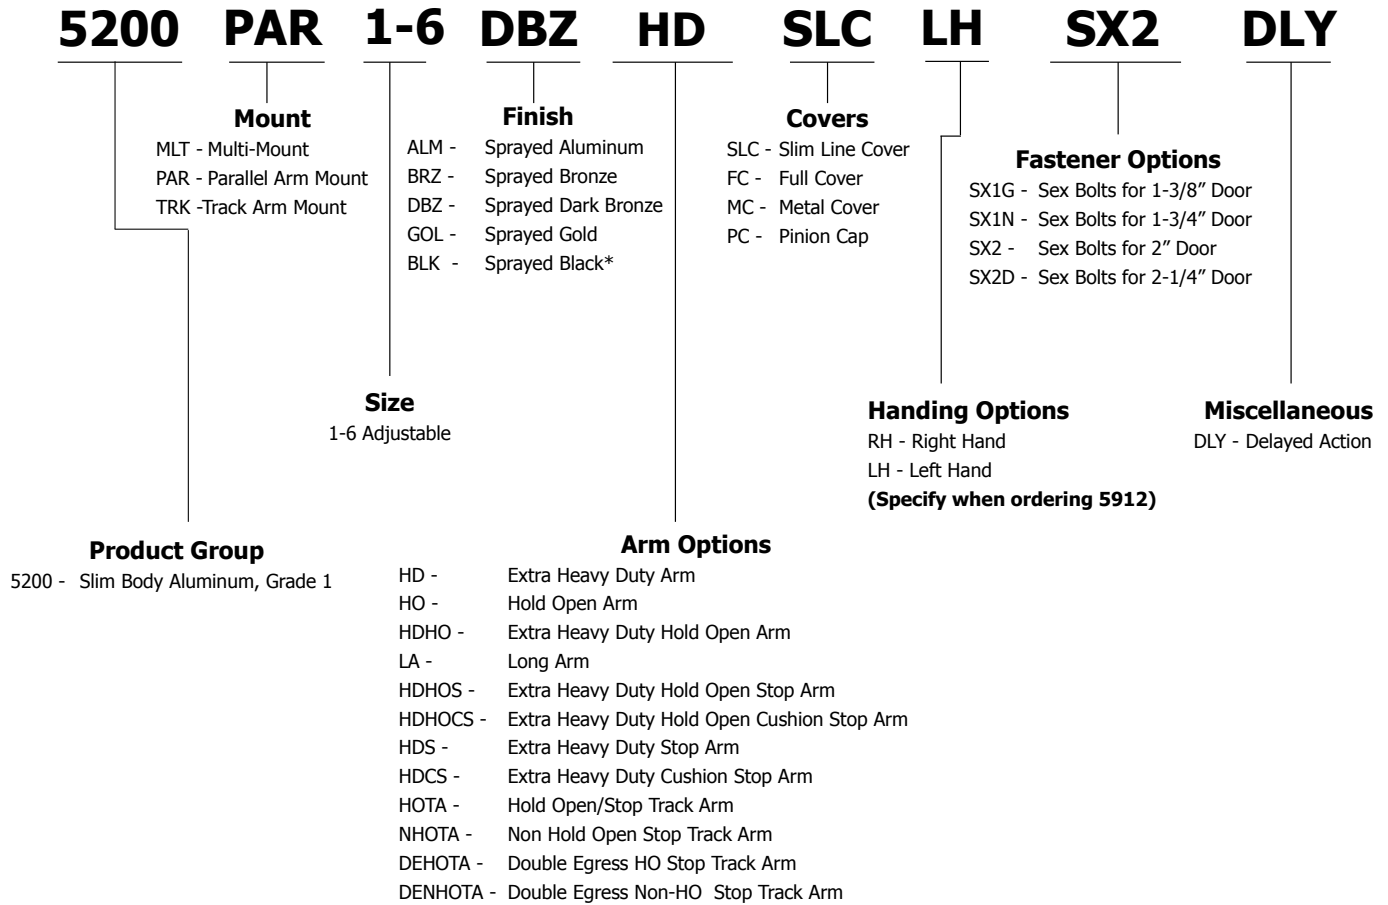 5200 PAR 1-6 DBZ HD SLC LH SX2 DLY
Mount
MLT - Multi-Mount
PAR - Parallel Arm Mount
TRK -Track Arm Mount
Finish
ALM - Sprayed Aluminum
BRZ - Sprayed Bronze
DBZ - Sprayed Dark Bronze
GOL - Sprayed Gold
BLK - Sprayed Black*
Covers
SLC - Slim Line Cover
FC - Full Cover
MC - Metal Cover
PC - Pinion Cap
Fastener Options
SX1G - Sex Bolts for 1-3/8” Door
SX1N - Sex Bolts for 1-3/4” Door
SX2 - Sex Bolts for 2” Door
SX2D - Sex Bolts for 2-1/4” Door
Size
1-6 Adjustable
Handing Options
RH - Right Hand
LH - Left Hand
(Specify when ordering 5912)
Miscellaneous
DLY - Delayed Action
Product Group
5200 - Slim Body Aluminum, Grade 1
Arm Options
HD - Extra Heavy Duty Arm
HO - Hold Open Arm
HDHO - Extra Heavy Duty Hold Open Arm
LA - Long Arm
HDHOS - Extra Heavy Duty Hold Open Stop Arm
HDHOCS - Extra Heavy Duty Hold Open Cushion Stop Arm
HDS - Extra Heavy Duty Stop Arm
HDCS - Extra Heavy Duty Cushion Stop Arm
HOTA - Hold Open/Stop Track Arm
NHOTA - Non Hold Open Stop Track Arm
DEHOTA - Double Egress HO Stop Track Arm
DENHOTA - Double Egress Non-HO Stop Track Arm